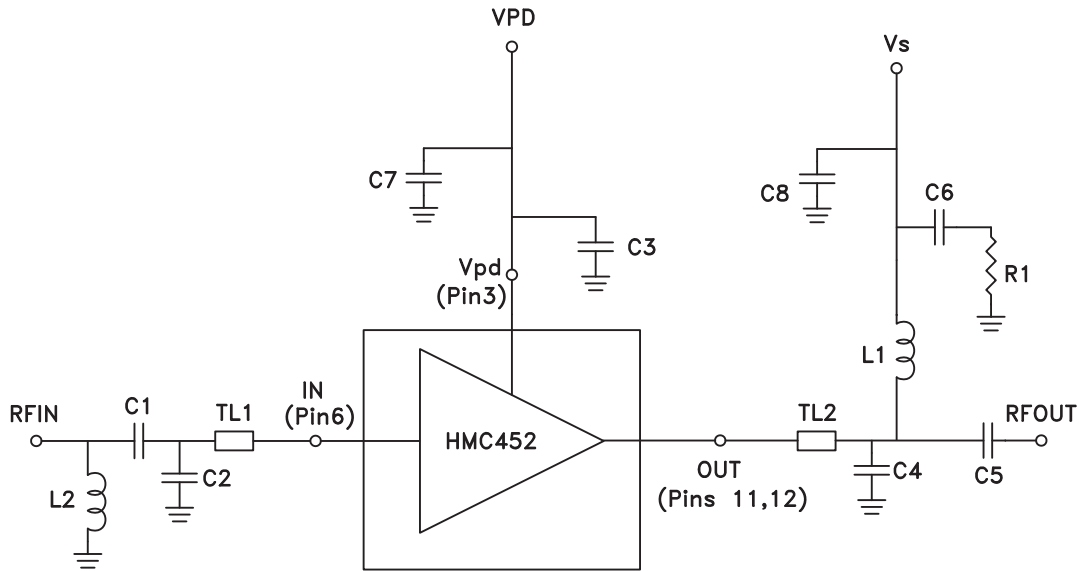 VPD
Vs
C7
C8
C6
C3
Vpd
(Pin3)
R1
L1
RFIN
C1
TL1
IN
(Pin6)
HMC452
TL2
RFOUT
L2
C2
OUT
(Pins 11,12)
C4
C5